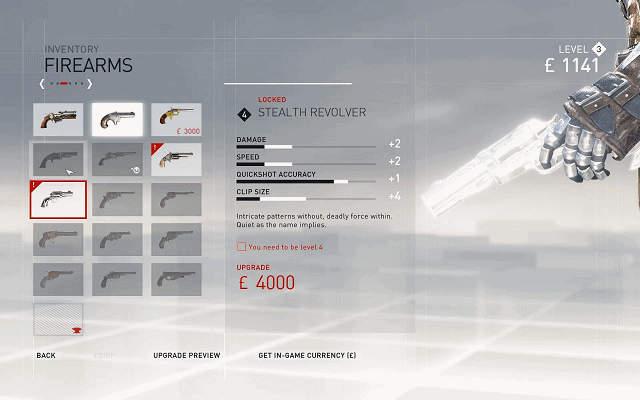 INVENTORY
FIREARMS
LEVEL 3
£ 1141
£ 3000
!
!
LOCKED
4 STEALTH REVOLVER
DAMAGE +2
SPEED +2
QUICKSHOT ACCURACY +1
CLIP SIZE +4
Intricate patterns without, deadly force within.
Quiet as the name implies.
You need to be level 4
UPGRADE
£ 4000
BACK
EQUIP
UPGRADE PREVIEW
GET IN-GAME CURRENCY (£)